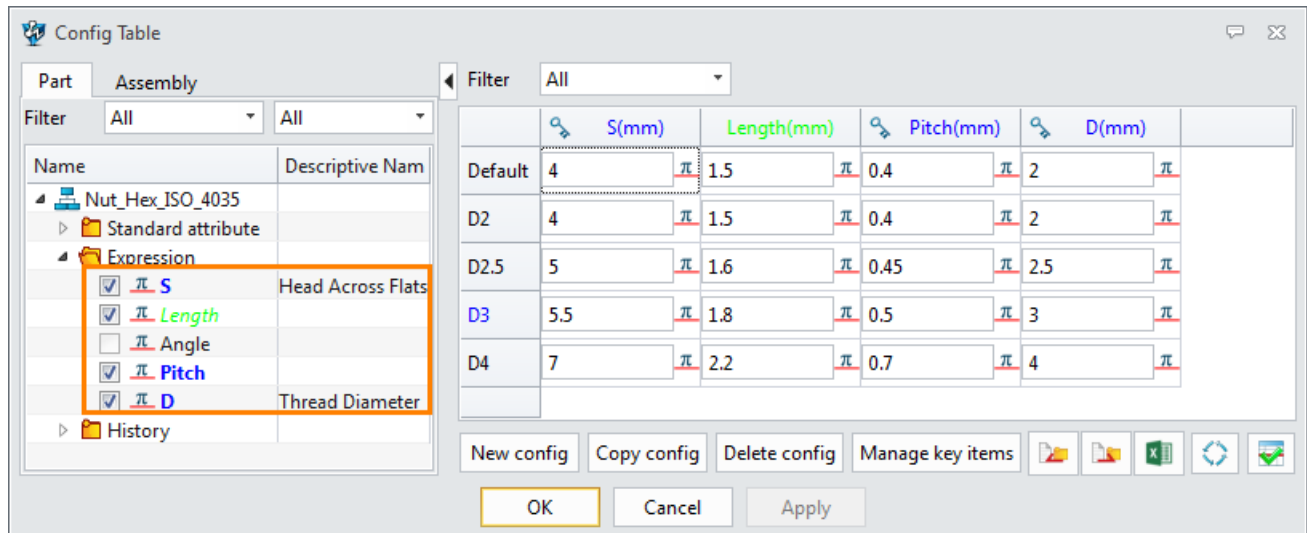 Config Table
Part Assembly
Filter All All
Name Descriptive Nam
Nut_Hex_ISO_4035
Standard attribute
Expression
π S Head Across Flats
π Length
π Angle
π Pitch
π D Thread Diameter
History
Filter All
S(mm) Length(mm) Pitch(mm) D(mm)
Default 4 π 1.5 π 0.4 π 2 π
D2 4 π 1.5 π 0.4 π 2 π
D2.5 5 π 1.6 π 0.45 π 2.5 π
D3 5.5 π 1.8 π 0.5 π 3 π
D4 7 π 2.2 π 0.7 π 4 π
New config Copy config Delete config Manage key items
OK Cancel Apply